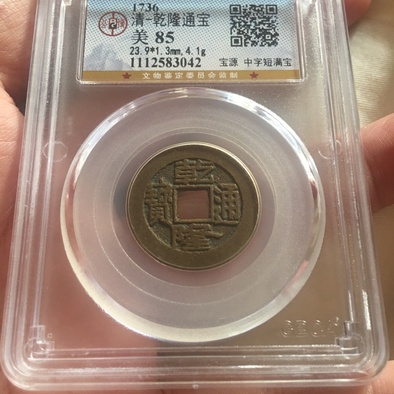 1736
清-乾隆通宝
美 85
23.9*1.3mm,4.1g
1112583042
宝源 中字短满宝
★文物鉴定委员会监制★
乾隆通寶